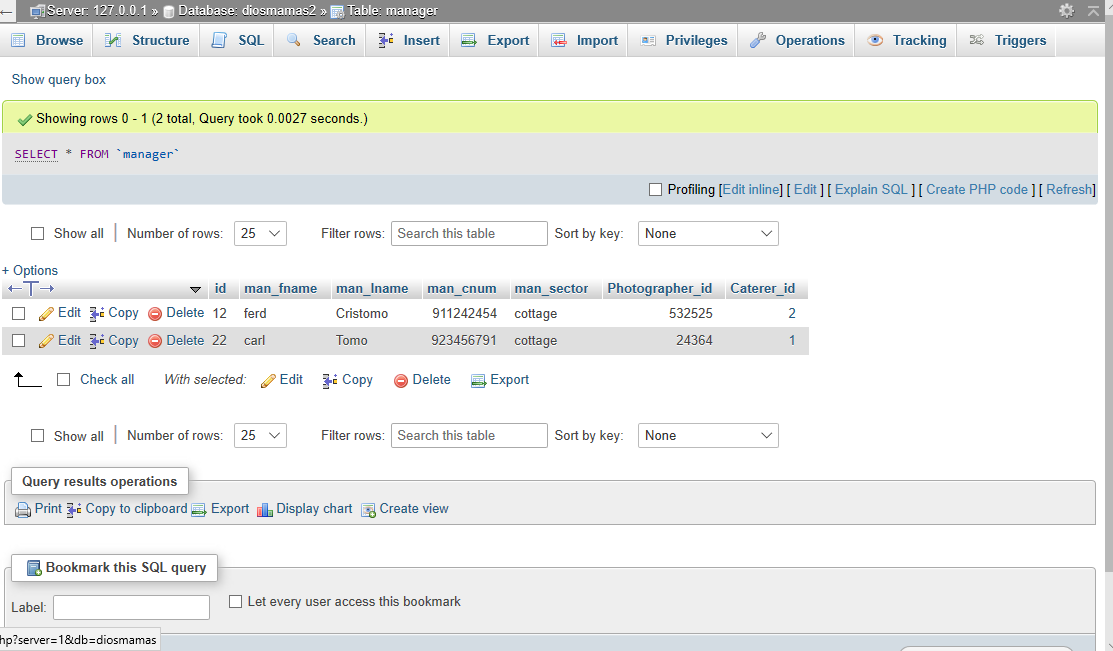 Server: 127.0.0.1 » Database: diosmamas2 » Table: manager
Browse Structure SQL Search Insert Export Import Privileges Operations Tracking Triggers
Show query box
Showing rows 0 - 1 (2 total, Query took 0.0027 seconds.)
SELECT * FROM `manager`
Profiling [Edit inline] [ Edit ] [ Explain SQL ] [ Create PHP code ] [ Refresh]
Show all Number of rows: 25 Filter rows: Search this table Sort by key: None
+ Options
←T→ id man_fname man_lname man_cnum man_sector Photographer_id Caterer_id
Edit Copy Delete 12 ferd Cristomo 911242454 cottage 532525 2
Edit Copy Delete 22 carl Tomo 923456791 cottage 24364 1
Check all With selected: Edit Copy Delete Export
Show all Number of rows: 25 Filter rows: Search this table Sort by key: None
Query results operations
Print Copy to clipboard Export Display chart Create view
Bookmark this SQL query
Label: Let every user access this bookmark
hp?server=1&db=diosmamas